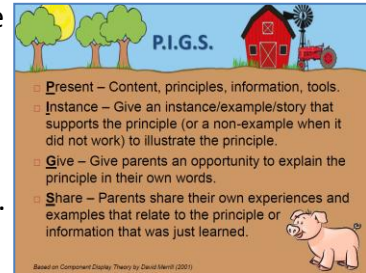 e
P.I.G.S.
Present – Content, principles, information, tools.
Instance – Give an instance/example/story that
supports the principle (or a non-example when it
did not work) to illustrate the principle.
Give – Give parents an opportunity to explain the
principle in their own words.
.
Share – Parents share their own experiences and
examples that relate to the principle or
information that was just learned.
Based on Component Display Theory by David Merrill (2001)